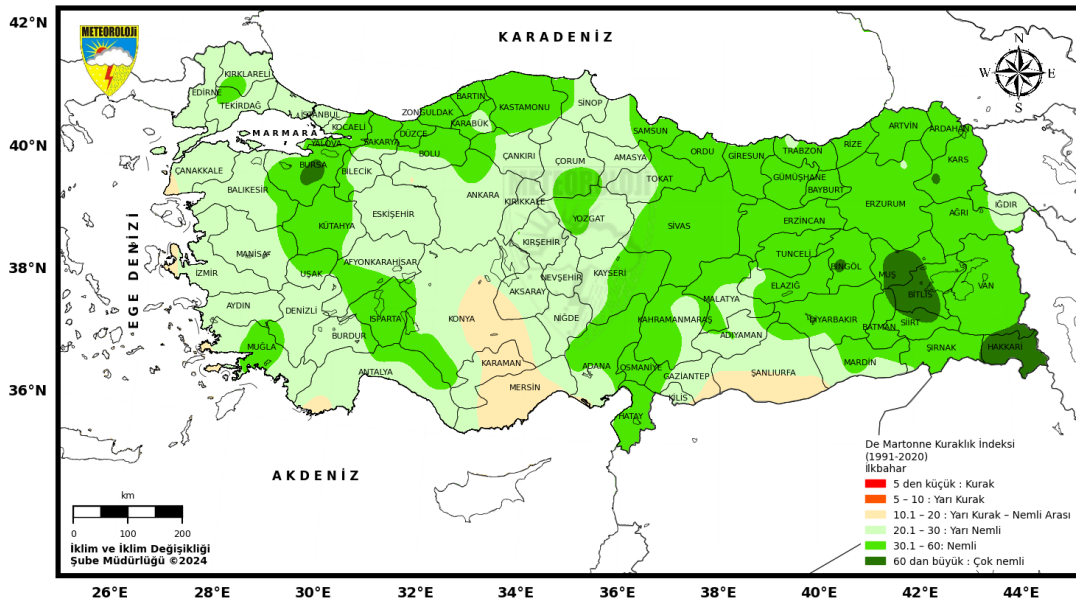 42°N
40°N
38°N
36°N
METEOROLOJİ
KARADENİZ
N
W
E
S
KIRKLARELİ
EDİRNE
TEKİRDAĞ
İSTANBUL
MARMARA
KOCAELİ
YALOVA
SAKARYA
DÜZCE
BOLU
ZONGULDAK
BARTIN
KARABÜK
KASTAMONU
SİNOP
SAMSUN
ORDU
GİRESUN
TRABZON
RİZE
ARTVİN
ARDAHAN
KARS
ÇANAKKALE
BURSA
BİLECİK
BALIKESİR
ÇANKIRI
ÇORUM
AMASYA
METEOROLOJİ
TOKAT
GÜMÜŞHANE
BAYBURT
ERZURUM
AĞRI
IĞDIR
ANKARA
KIRIKKALE
ESKİŞEHİR
KÜTAHYA
YOZGAT
SİVAS
ERZİNCAN
EGE DENİZİ
MANİSA
İZMİR
UŞAK
AFYONKARAHİSAR
KIRŞEHİR
NEVŞEHİR
KAYSERİ
TUNCELİ
BİNGÖL
MUŞ
ELAZIĞ
BİTLİS
VAN
AKSARAY
MALATYA
AYDIN
DENİZLİ
ISPARTA
KONYA
NİĞDE
KAHRAMANMARAŞ
DİYARBAKIR
BATMAN
SİİRT
BURDUR
ADIYAMAN
MUĞLA
ŞIRNAK
HAKKARİ
ANTALYA
KARAMAN
ADANA
OSMANİYE
MARDİN
GAZİANTEP
ŞANLIURFA
MERSİN
KİLİS
HATAY
AKDENİZ
De Martonne Kuraklık İndeksi
(1991-2020)
İlkbahar
5 den küçük : Kurak
5 – 10 : Yarı Kurak
10.1 – 20 : Yarı Kurak – Nemli Arası
20.1 – 30 : Yarı Nemli
30.1 – 60: Nemli
60 dan büyük : Çok nemli
km
0 100 200
İklim ve İklim Değişikliği
Şube Müdürlüğü ©2024
26°E 28°E 30°E 32°E 34°E 36°E 38°E 40°E 42°E 44°E